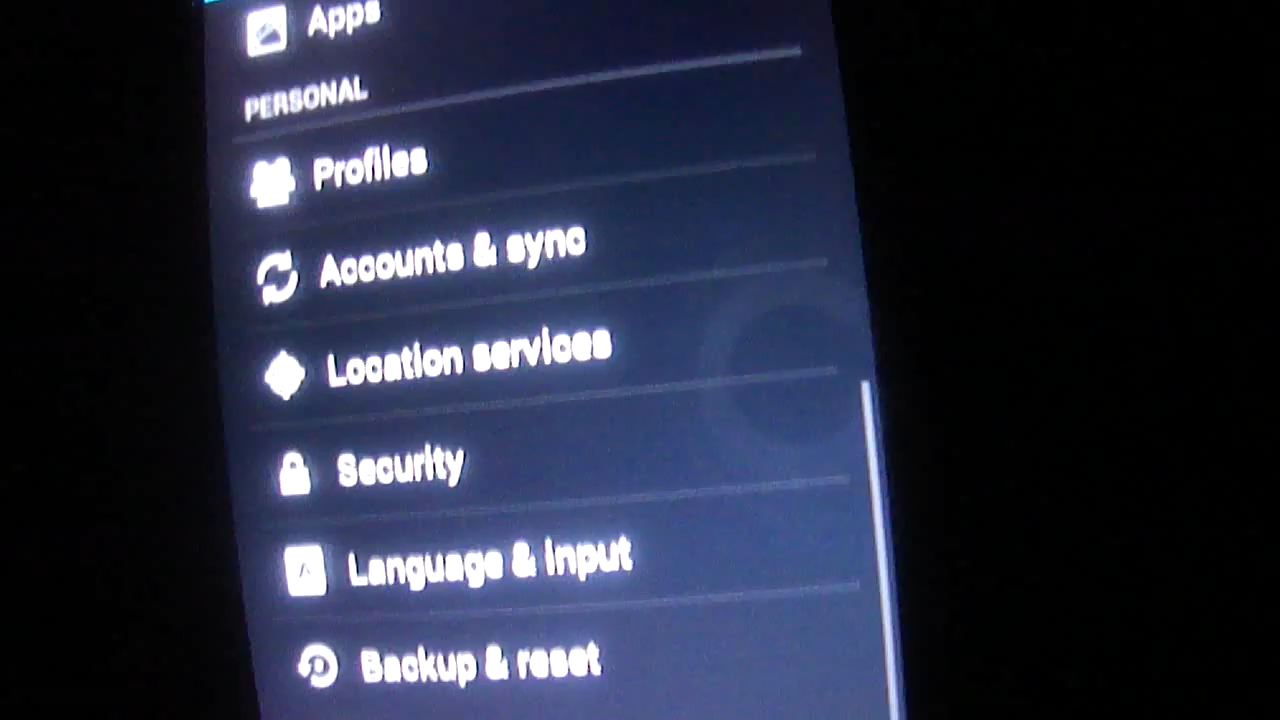 Apps
PERSONAL
Profiles
Accounts & sync
Location services
Security
Language & input
Backup & reset